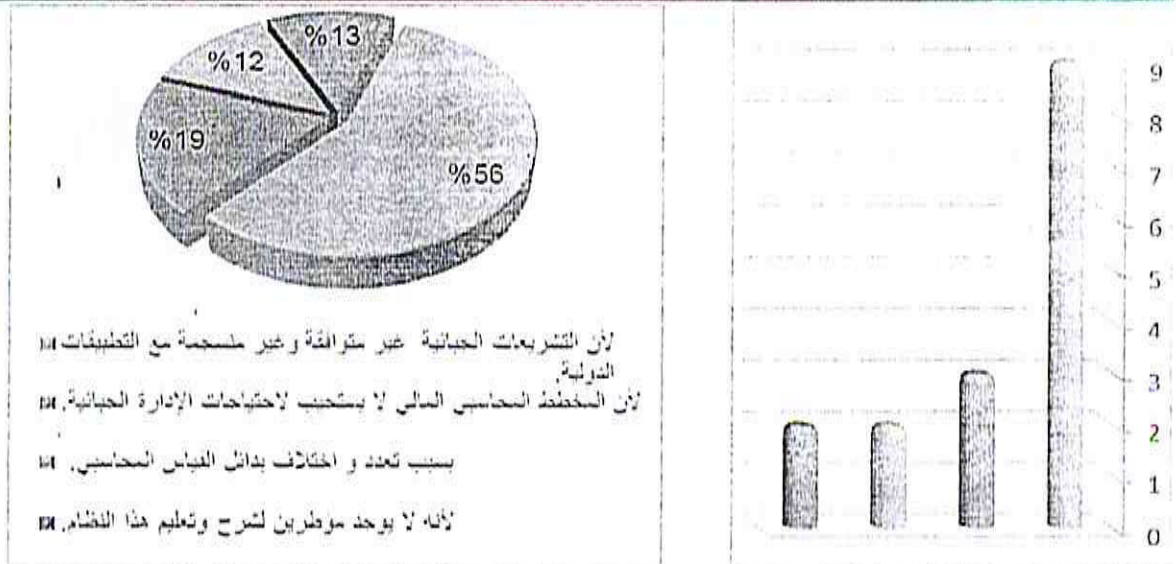 %13
%12
%19
%56
لأن التشريعات الجبائية غير متوافقة وغير منسجمة مع التطبيقات
الدولية.
لأن المخطط المحاسبي المالي لا يستجيب لاحتياجات الإدارة الجبائية.
بسبب تعدد و اختلاف بدائل القياس المحاسبي.
لأنه لا يوجد موطرين لشرح وتعليم هذا النظام.
9
8
7
6
5
4
3
2
1
0